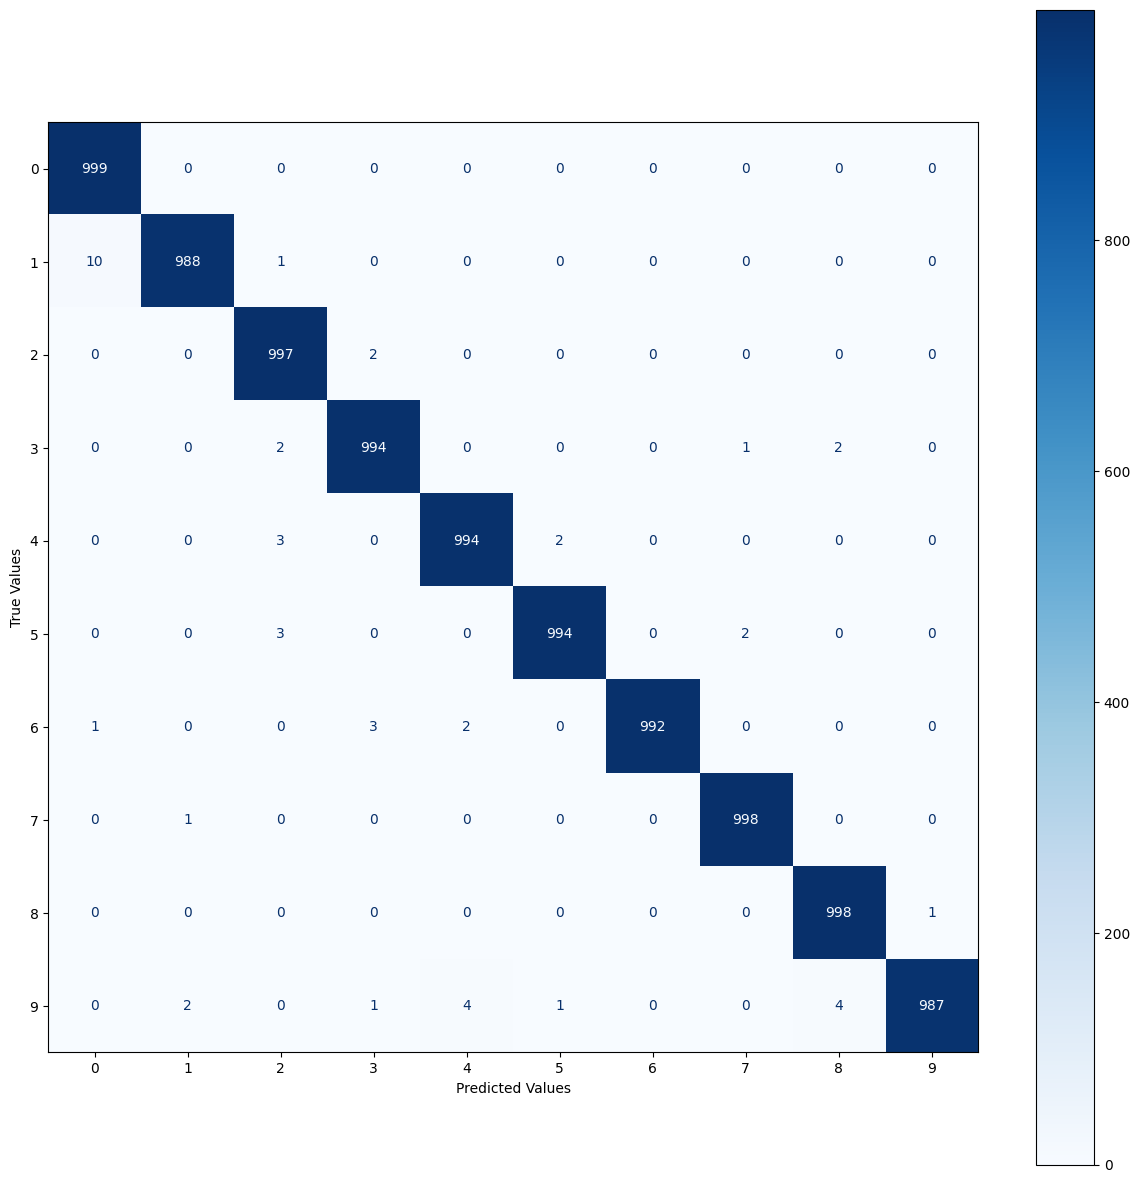 0 999 0 0 0 0 0 0 0 0 0
1 10 988 1 0 0 0 0 0 0 0
2 0 0 997 2 0 0 0 0 0 0
3 0 0 2 994 0 0 0 1 2 0
4 0 0 3 0 994 2 0 0 0 0
5 0 0 3 0 0 994 0 2 0 0
6 1 0 0 3 2 0 992 0 0 0
7 0 1 0 0 0 0 0 998 0 0
8 0 0 0 0 0 0 0 0 998 1
9 0 2 0 1 4 1 0 0 4 987
0 1 2 3 4 5 6 7 8 9
Predicted Values
True Values
800
600
400
200
0